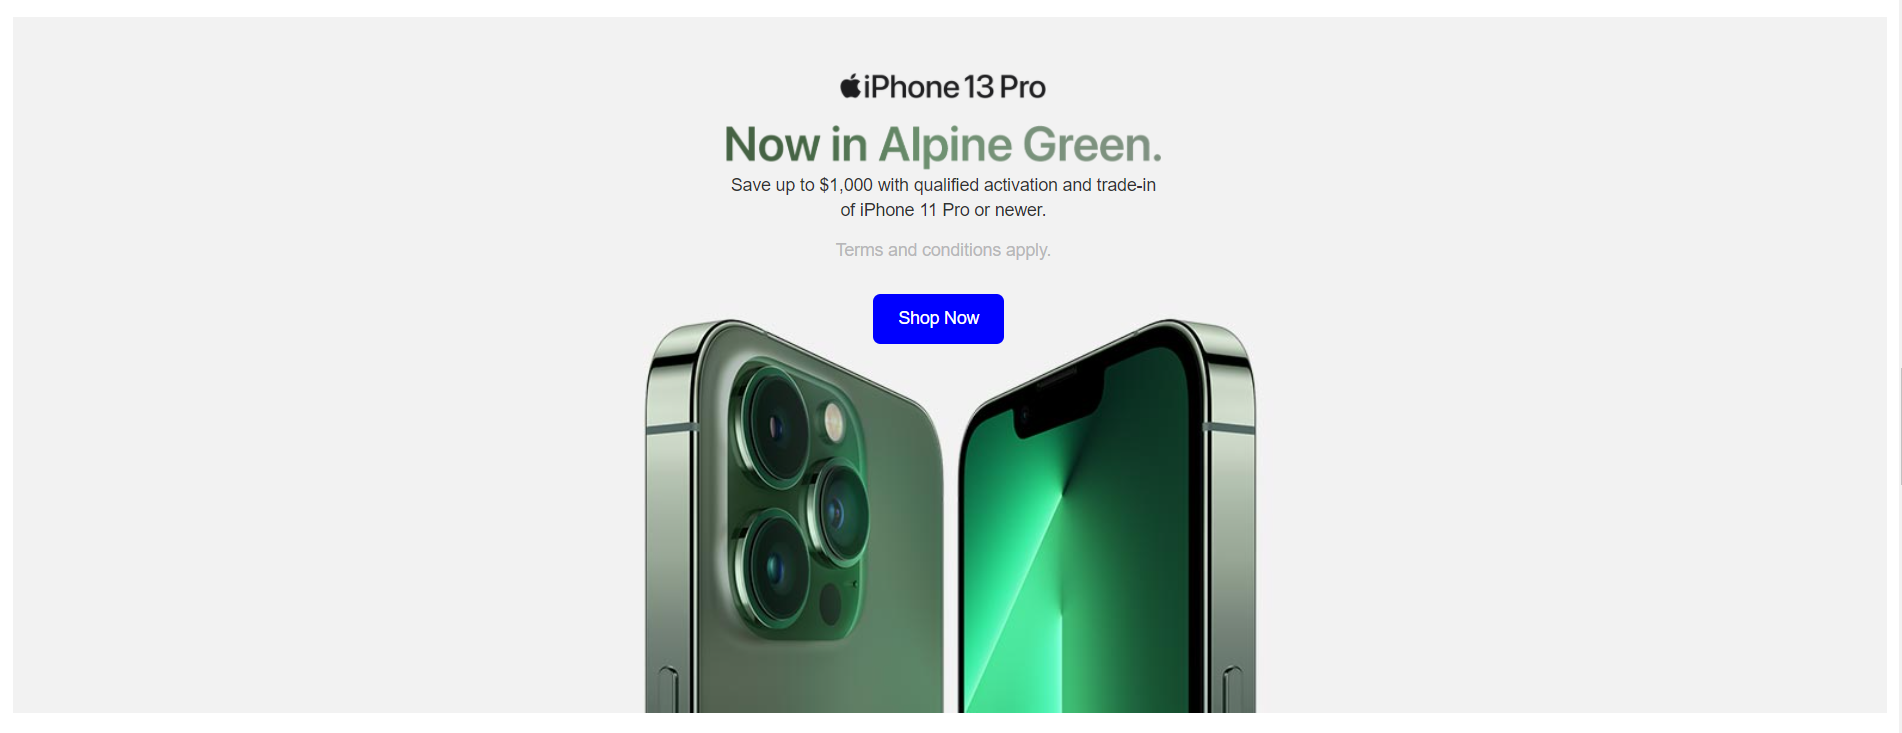 iPhone 13 Pro
Now in Alpine Green.
Save up to $1,000 with qualified activation and trade-in
of iPhone 11 Pro or newer.
Terms and conditions apply.
Shop Now